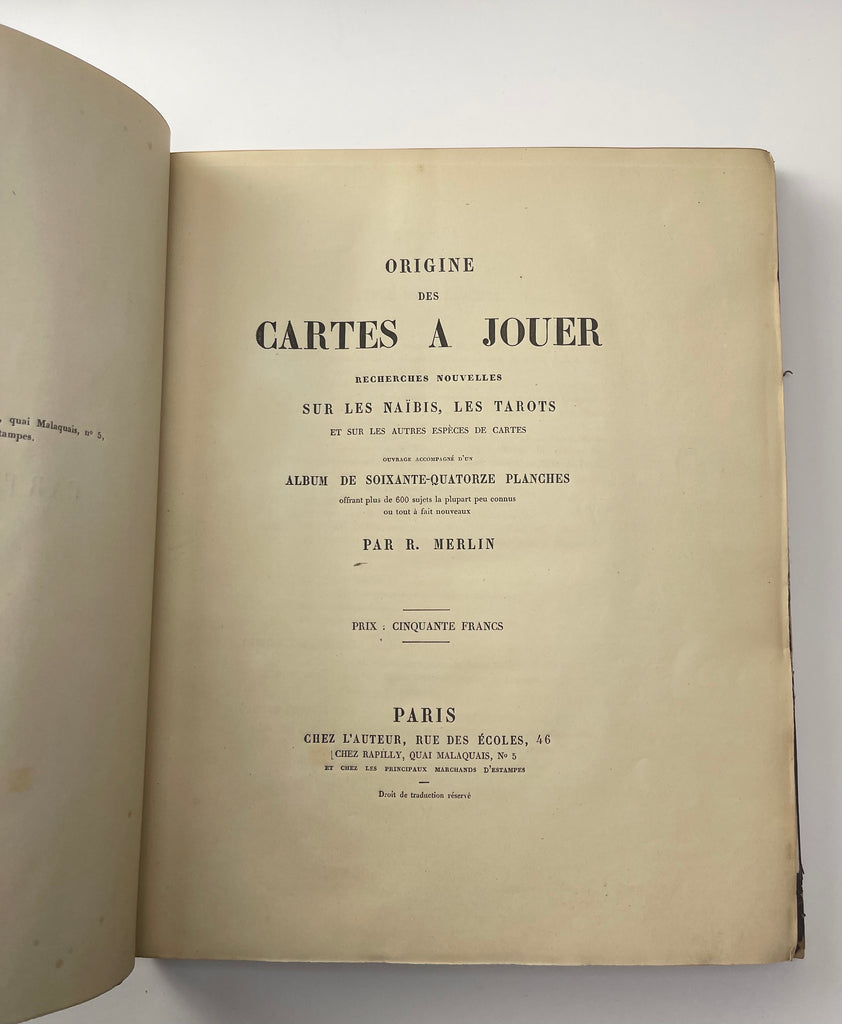 , quai Malaquais, nº 5,
tampes.
ORIGINE
DES
CARTES A JOUER
RECHERCHES NOUVELLES
SUR LES NAÏBIS, LES TAROTS
ET SUR LES AUTRES ESPÈCES DE CARTES
OUVRAGE ACCOMPAGNÉ D'UN
ALBUM DE SOIXANTE-QUATORZE PLANCHES
offrant plus de 600 sujets la plupart peu connus
ou tout à fait nouveaux
PAR R. MERLIN
PRIX : CINQUANTE FRANCS
PARIS
CHEZ L'AUTEUR, RUE DES ÉCOLES, 46
CHEZ RAPILLY, QUAI MALAQUAIS, No 5
ET CHEZ LES PRINCIPAUX MARCHANDS D'ESTAMPES
Droit de traduction réservé